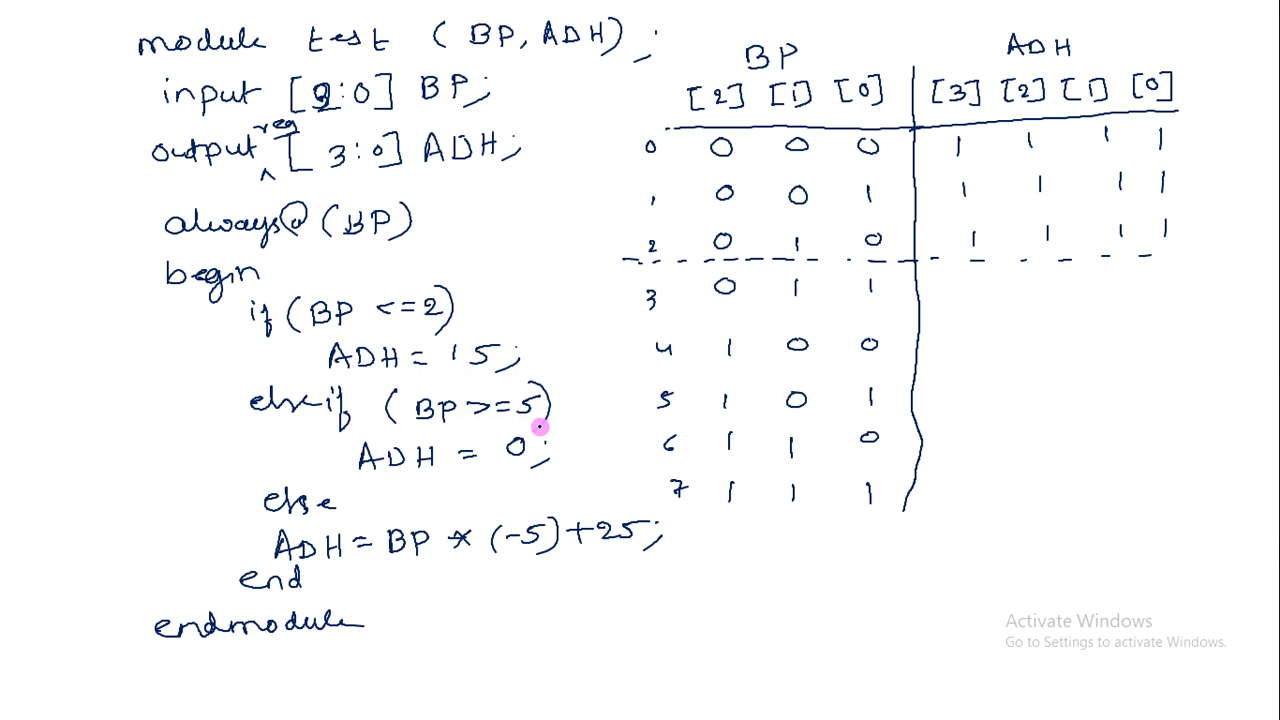 module test (BP, ADH);
input [2:0] BP;
output reg [3:0] ADH;
always@(BP)
begin
if (BP <=2)
ADH = 15;
else if (BP >=5)
ADH = 0;
else
ADH = BP * (-5)+25;
end
endmodule
BP ADH
[2] [1] [0] [3] [2] [1] [0]
0 0 0 0 1 1 1 1
1 0 0 1 1 1 1 1
2 0 1 0 1 1 1 1
3 0 1 1
4 1 0 0
5 1 0 1
6 1 1 0
7 1 1 1
Activate Windows
Go to Settings to activate Windows.